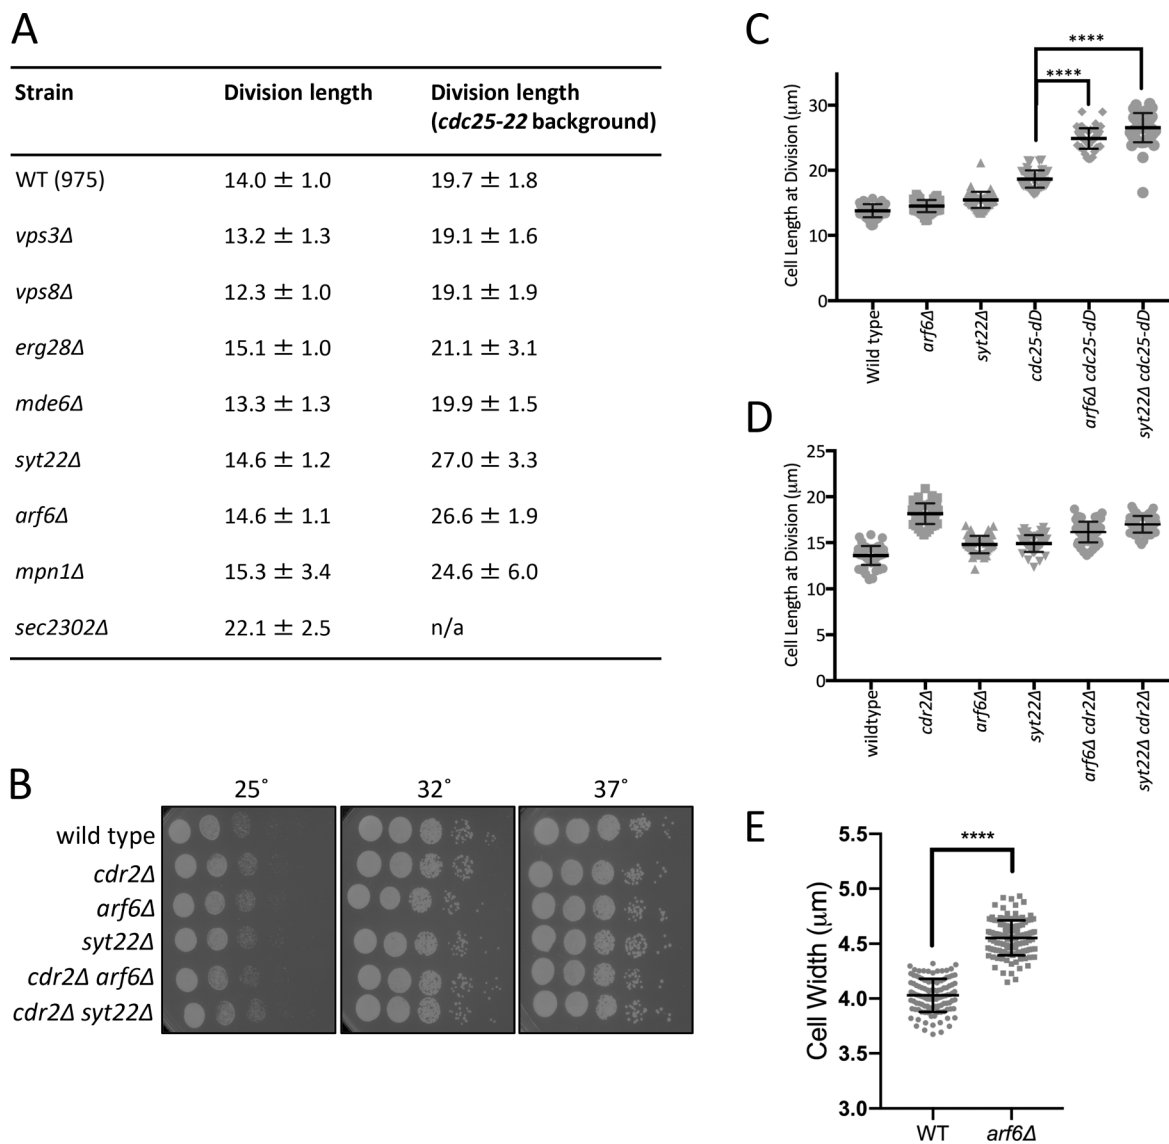 A
Strain Division length Division length
(cdc25-22 background)
WT (975) 14.0 ± 1.0 19.7 ± 1.8
vps3Δ 13.2 ± 1.3 19.1 ± 1.6
vps8Δ 12.3 ± 1.0 19.1 ± 1.9
erg28Δ 15.1 ± 1.0 21.1 ± 3.1
mde6Δ 13.3 ± 1.3 19.9 ± 1.5
syt22Δ 14.6 ± 1.2 27.0 ± 3.3
arf6Δ 14.6 ± 1.1 26.6 ± 1.9
mpn1Δ 15.3 ± 3.4 24.6 ± 6.0
sec2302Δ 22.1 ± 2.5 n/a
B
25˚ 32˚ 37˚
wild type
cdr2Δ
arf6Δ
syt22Δ
cdr2Δ arf6Δ
cdr2Δ syt22Δ
C
Cell Length at Division (µm)
30
20
10
0
****
****
Wild type
arf6Δ
syt22Δ
cdc25-dD
arf6Δ cdc25-dD
syt22Δ cdc25-dD
D
Cell Length at Division (µm)
25
20
15
10
5
0
wildtype
cdr2Δ
arf6Δ
syt22Δ
arf6Δ cdr2Δ
syt22Δ cdr2Δ
E
Cell Width (µm)
5.5
5.0
4.5
4.0
3.5
3.0
****
WT arf6Δ